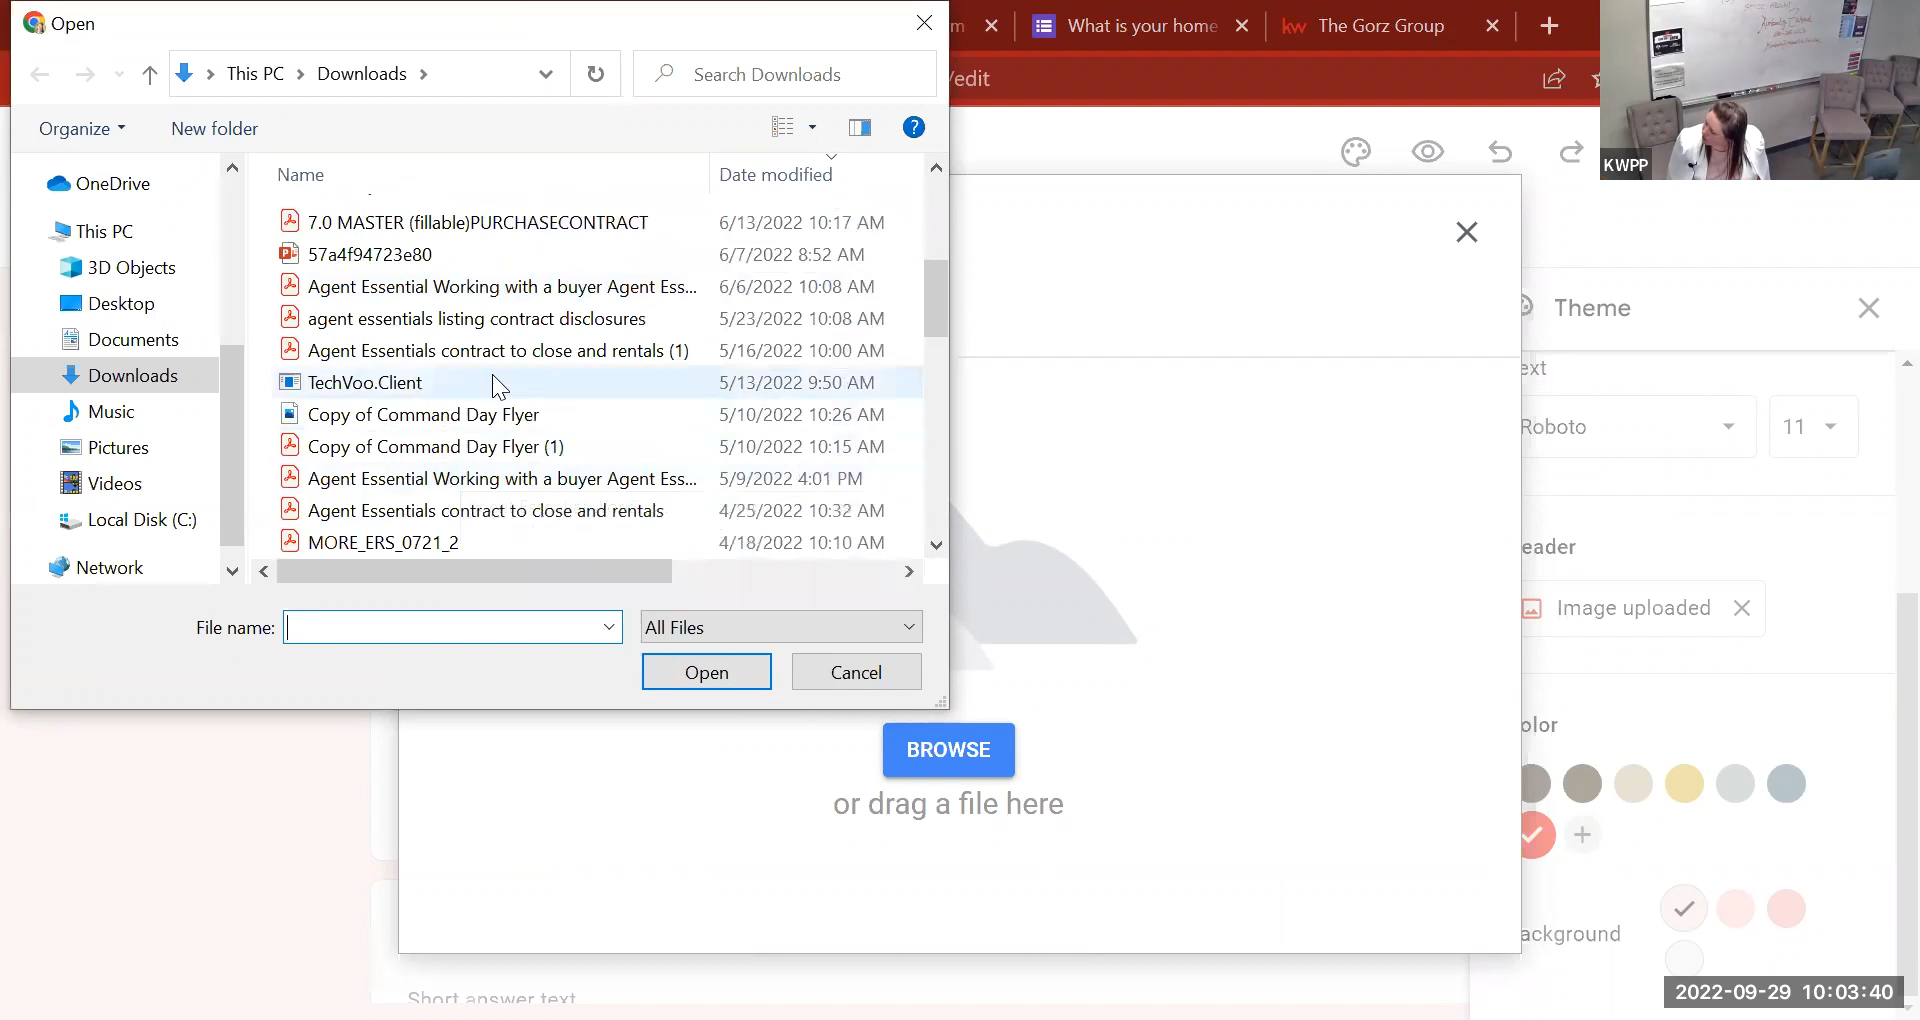 Open
m
What is your home
kw The Gorz Group
This PC
Downloads
Search Downloads
/edit
Organize
New folder
KWPP
Name
Date modified
OneDrive
This PC
3D Objects
Desktop
Documents
Downloads
Music
Pictures
Videos
Local Disk (C:)
Network
7.0 MASTER (fillable)PURCHASECONTRACT 6/13/2022 10:17 AM
57a4f94723e80 6/7/2022 8:52 AM
Agent Essential Working with a buyer Agent Ess... 6/6/2022 10:08 AM
agent essentials listing contract disclosures 5/23/2022 10:08 AM
Agent Essentials contract to close and rentals (1) 5/16/2022 10:00 AM
TechVoo.Client 5/13/2022 9:50 AM
Copy of Command Day Flyer 5/10/2022 10:26 AM
Copy of Command Day Flyer (1) 5/10/2022 10:15 AM
Agent Essential Working with a buyer Agent Ess... 5/9/2022 4:01 PM
Agent Essentials contract to close and rentals 4/25/2022 10:32 AM
MORE_ERS_0721_2 4/18/2022 10:10 AM
File name:
All Files
Open
Cancel
Theme
ext
Roboto
11
eader
Image uploaded
olor
BROWSE
or drag a file here
ackground
Short answer text
2022-09-29 10:03:40